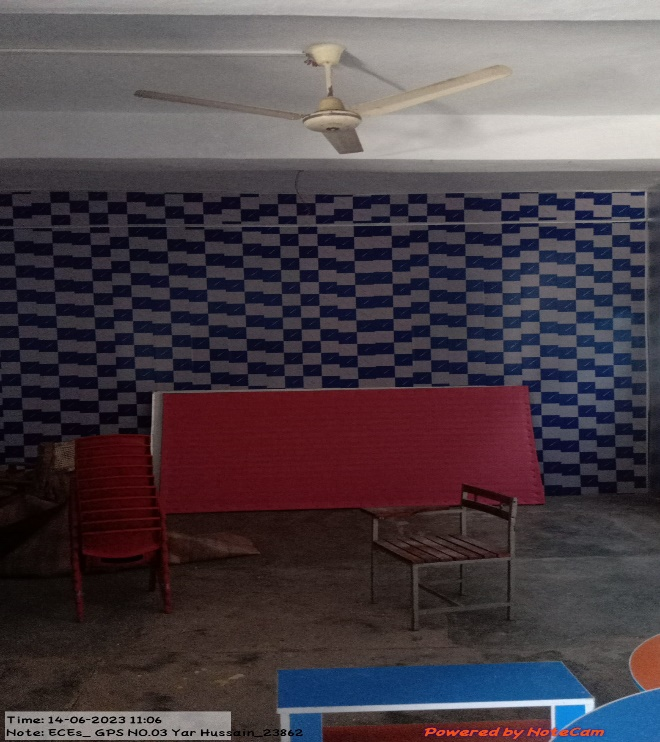 Time: 14-06-2023 11:06
Note: ECEs_ GPS NO.03 Yar Hussain_23862
Powered by NoteCam